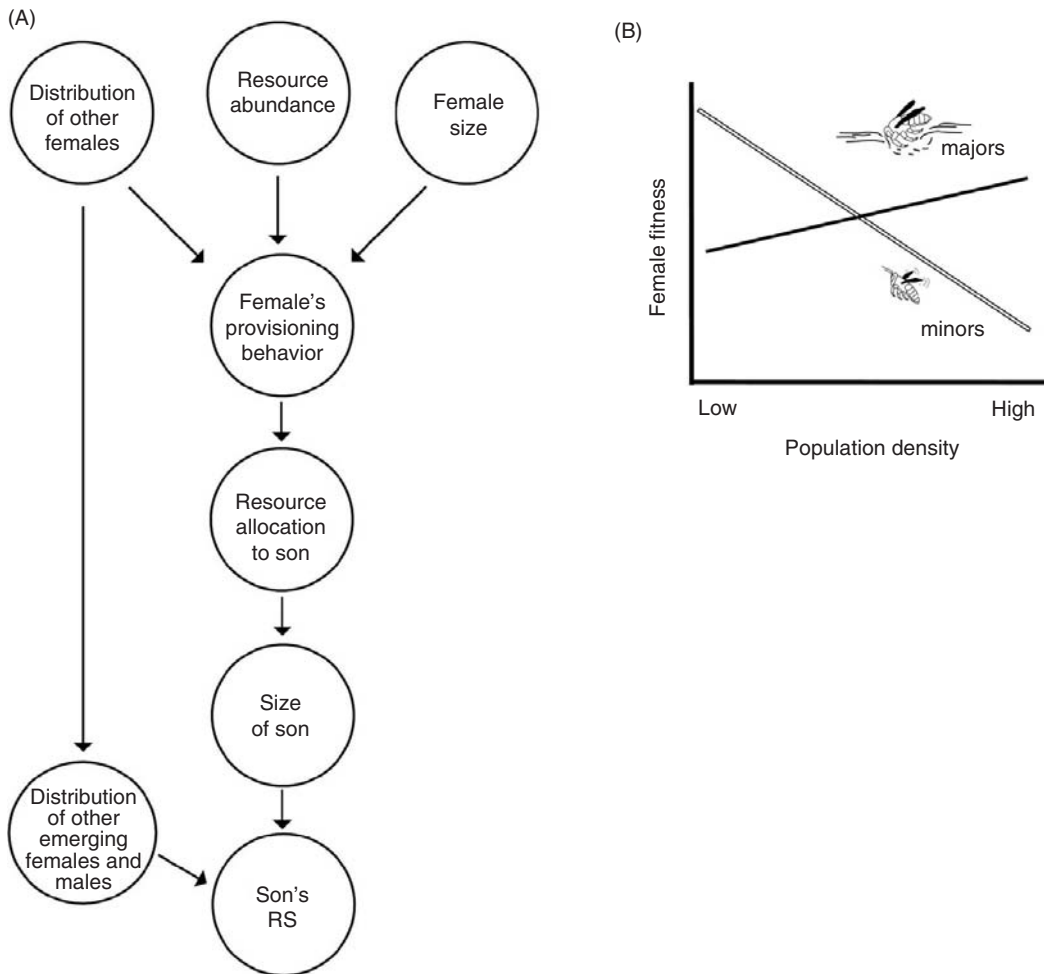 (A)
Distribution
of other
females
Resource
abundance
Female
size
Female's
provisioning
behavior
Resource
allocation
to son
Size
of son
Distribution
of other
emerging
females and
males
Son's
RS
(B)
Female fitness
majors
minors
Low
High
Population density